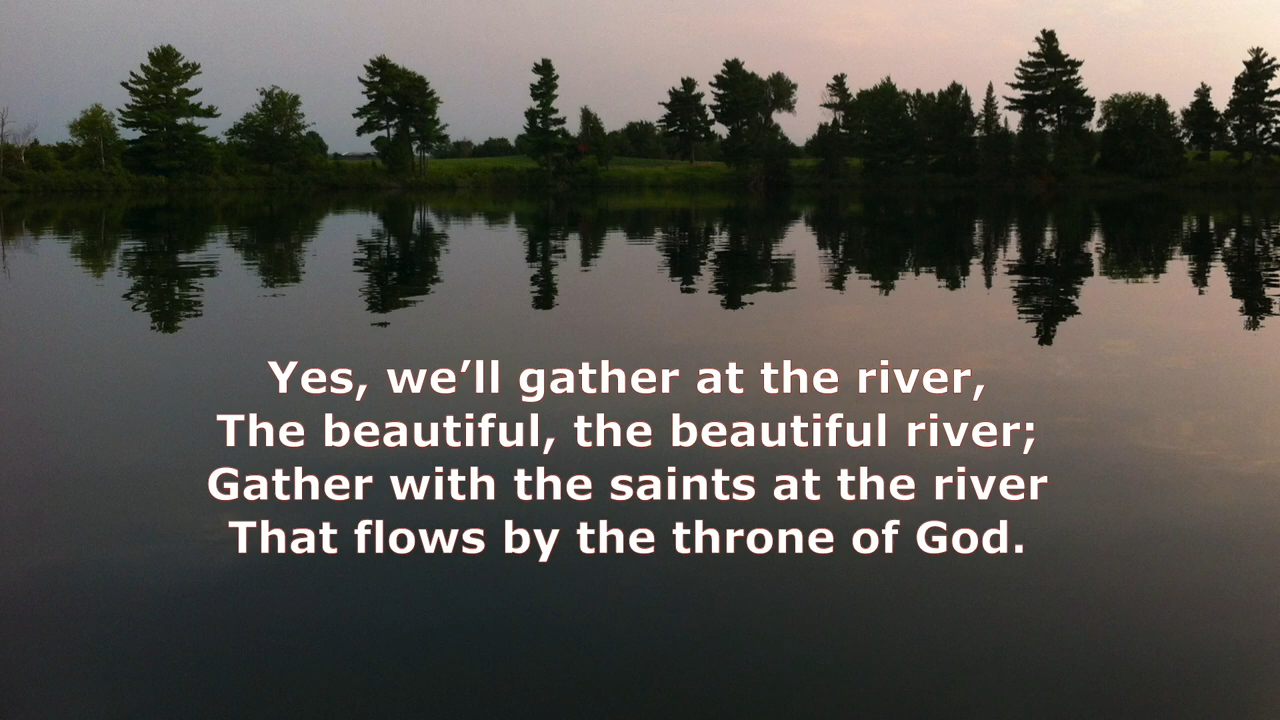 Yes, we’ll gather at the river,
The beautiful, the beautiful river;
Gather with the saints at the river
That flows by the throne of God.